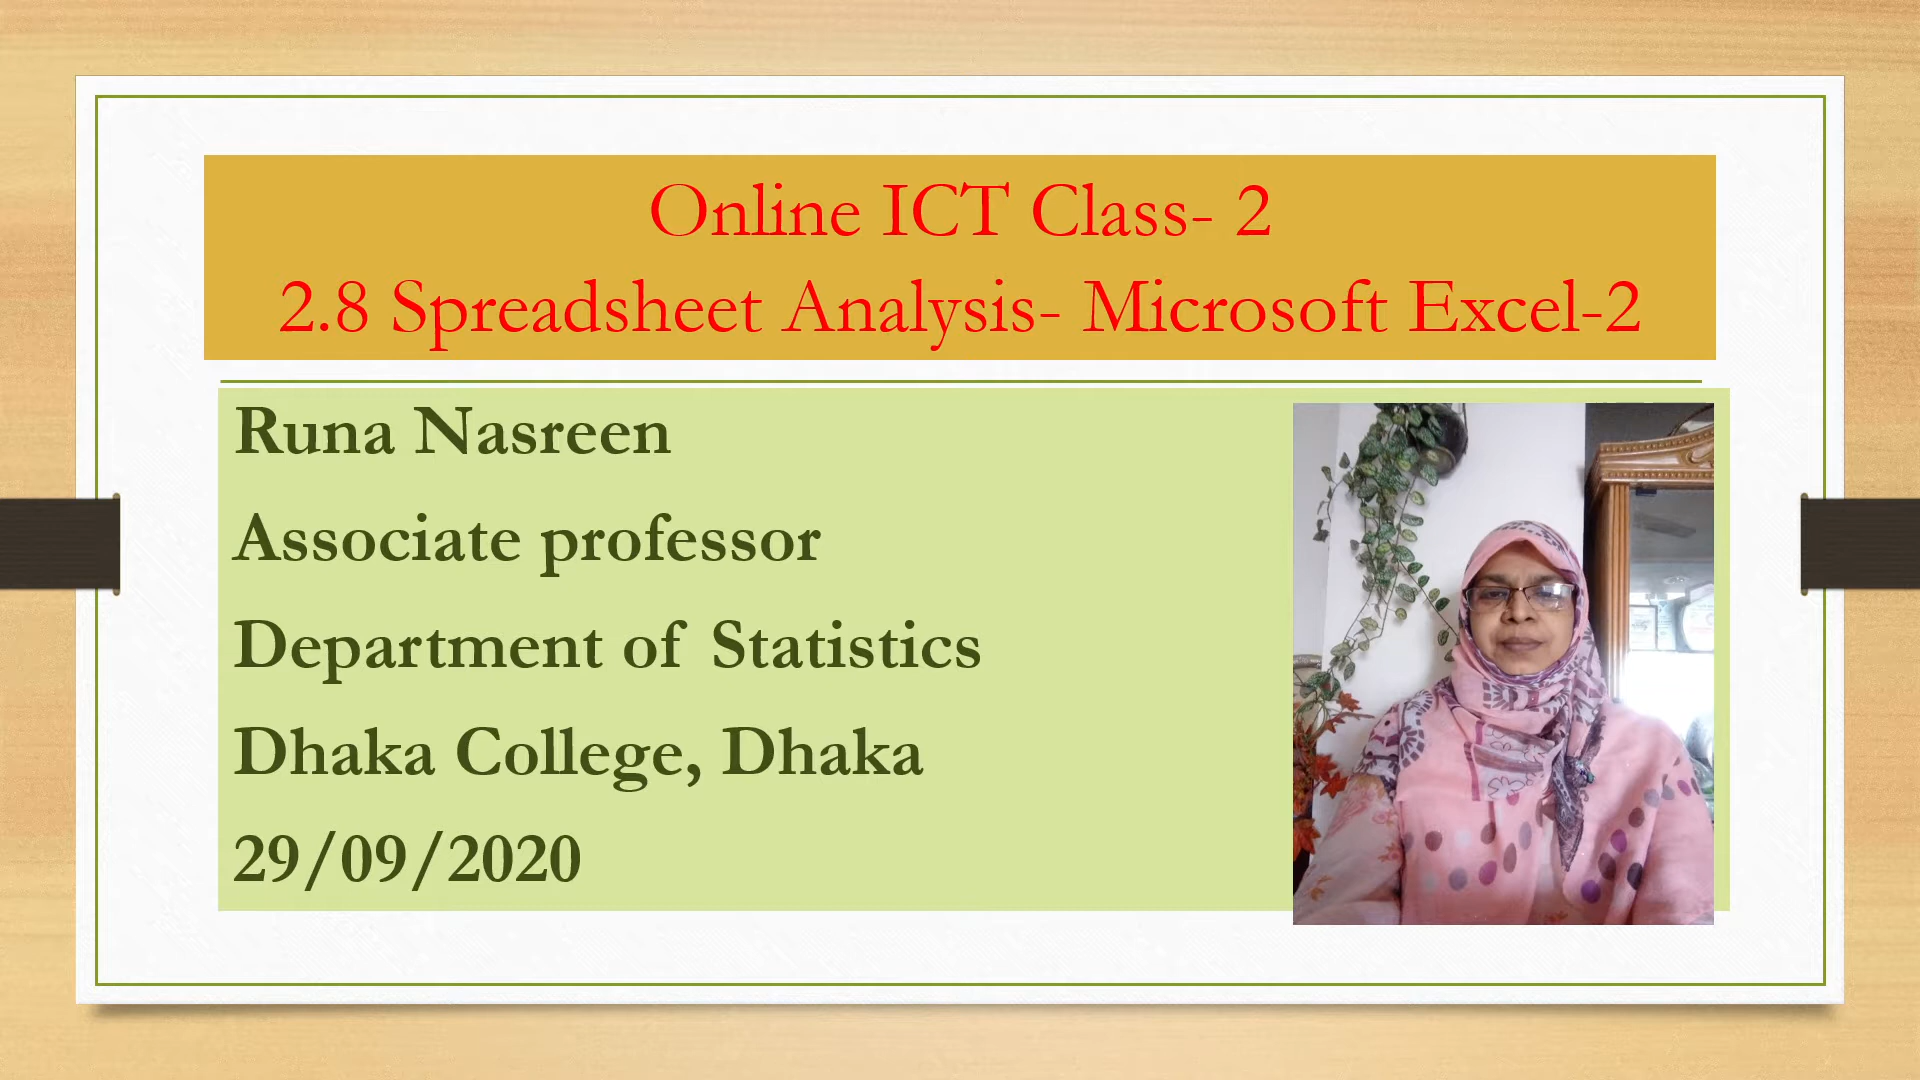 Online ICT Class- 2
2.8 Spreadsheet Analysis- Microsoft Excel-2
Runa Nasreen
Associate professor
Department of Statistics
Dhaka College, Dhaka
29/09/2020